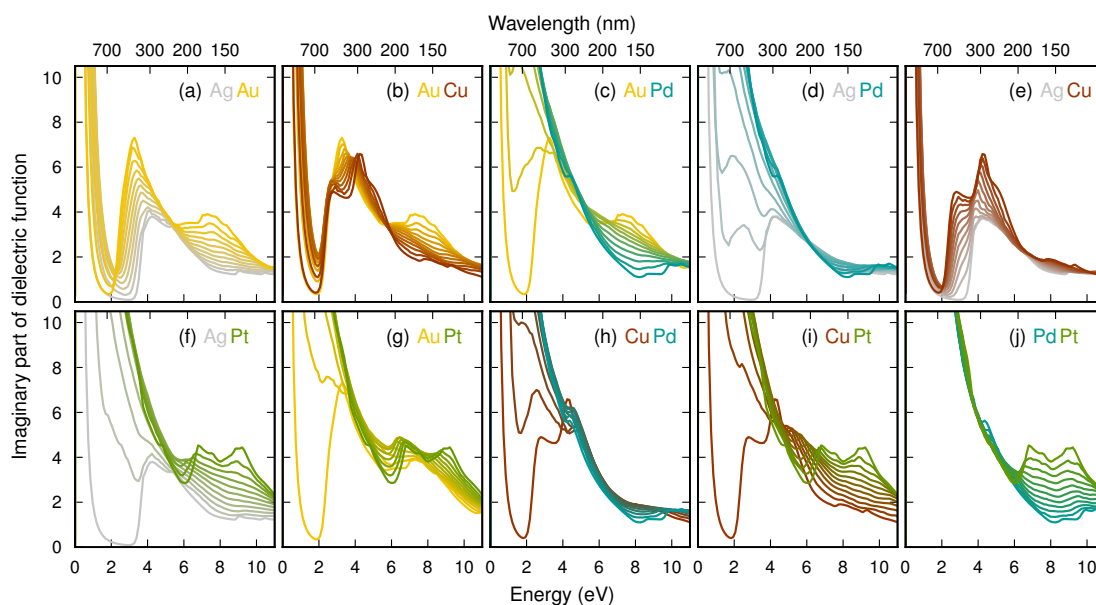 Wavelength (nm)
700 300 200 150 700 300 200 150 700 300 200 150 700 300 200 150 700 300 200 150
Imaginary part of dielectric function
10
8
6
4
2
0
(a) Ag Au
(b) Au Cu
(c) Au Pd
(d) Ag Pd
(e) Ag Cu
10
8
6
4
2
0
(f) Ag Pt
(g) Au Pt
(h) Cu Pd
(i) Cu Pt
(j) Pd Pt
0 2 4 6 8 10 0 2 4 6 8 10 0 2 4 6 8 10 0 2 4 6 8 10 0 2 4 6 8 10
Energy (eV)